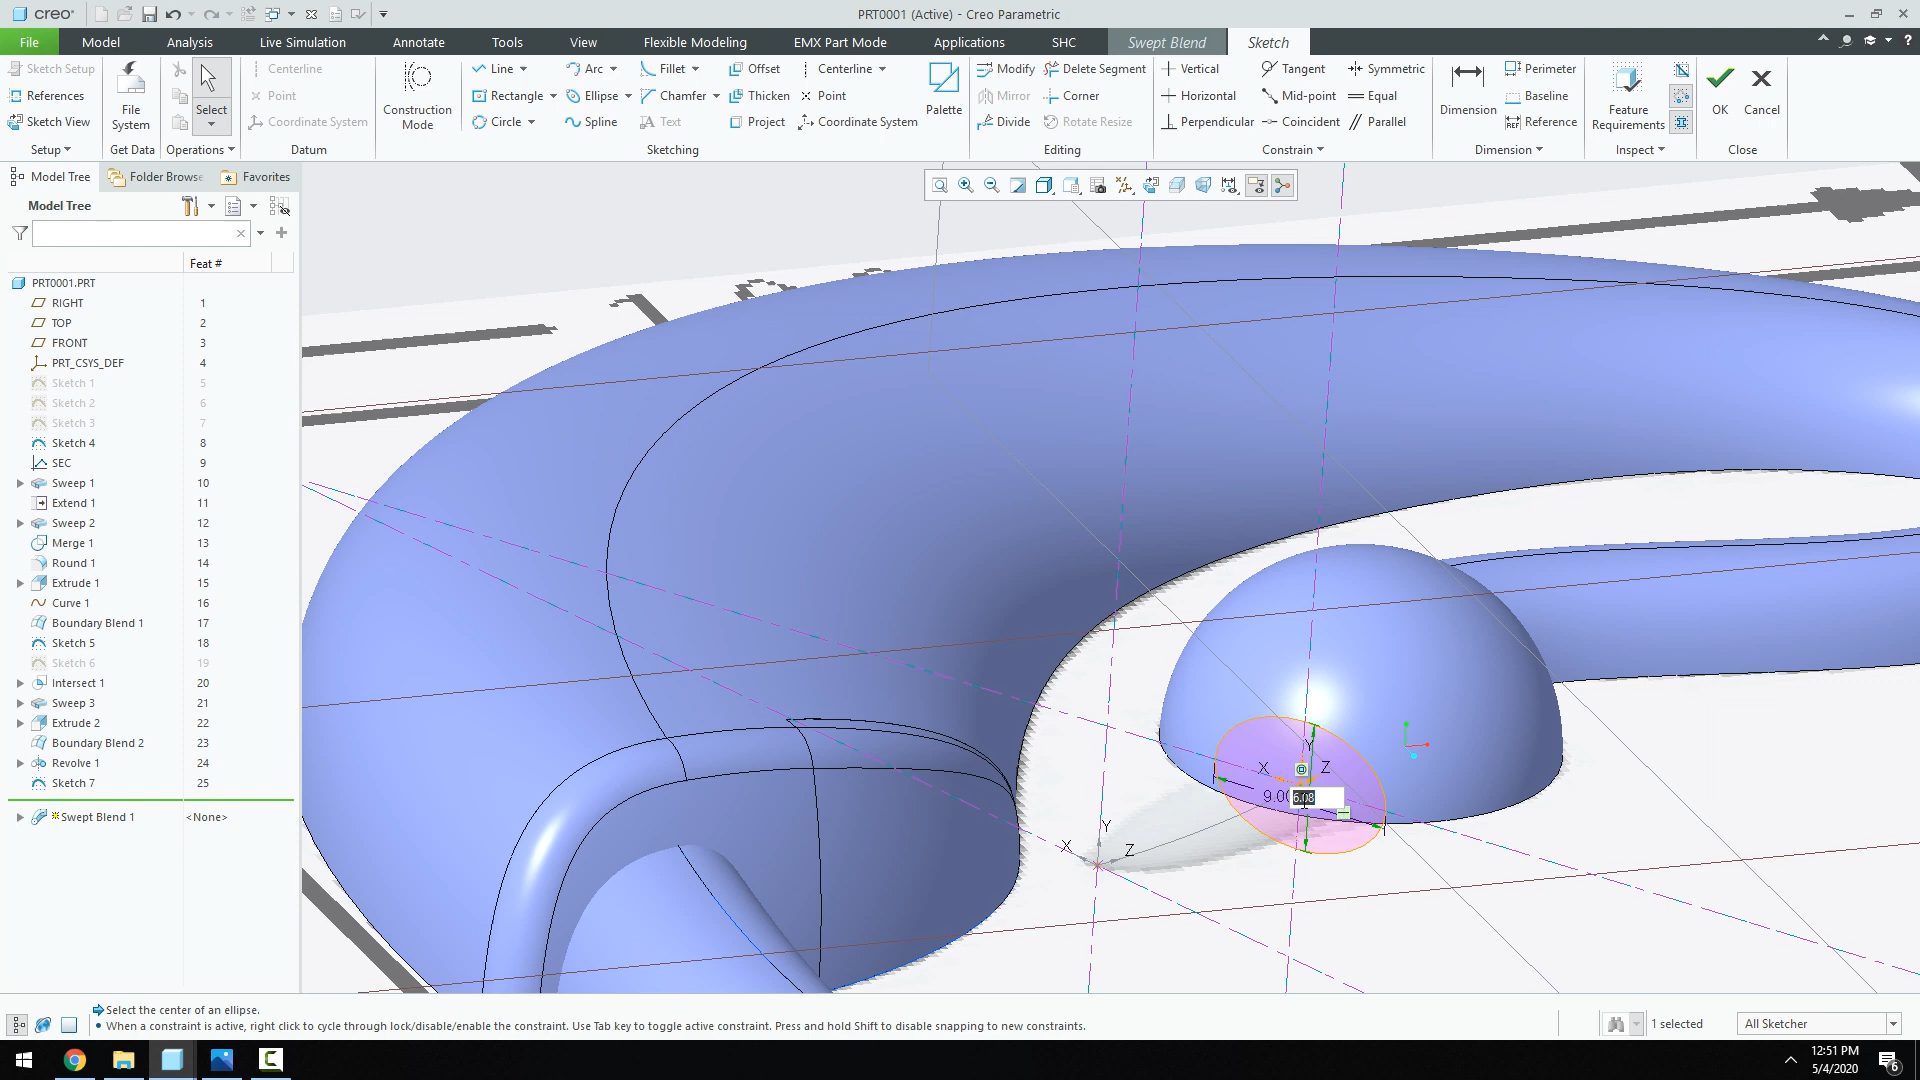 creo
PRT0001 (Active) - Creo Parametric
File Model Analysis Live Simulation Annotate Tools View Flexible Modeling EMX Part Mode Applications SHC Swept Blend Sketch
Sketch Setup
References
Sketch View
Setup
File System
Get Data
Select
Operations
Centerline
Point
Coordinate System
Datum
Construction Mode
Line Arc Fillet Offset Centerline
Rectangle Ellipse Chamfer Thicken Point
Circle Spline Text Project Coordinate System
Palette
Sketching
Modify Delete Segment
Mirror Corner
Divide Rotate Resize
Editing
Vertical Tangent Symmetric
Horizontal Mid-point Equal
Perpendicular Coincident Parallel
Constrain
Dimension
Perimeter
Baseline
Reference
Dimension
Feature Requirements
Inspect
OK
Cancel
Close
Model Tree Folder Browse Favorites
Model Tree
Feat #
PRT0001.PRT
RIGHT 1
TOP 2
FRONT 3
PRT_CSYS_DEF 4
Sketch 1 5
Sketch 2 6
Sketch 3 7
Sketch 4 8
SEC 9
Sweep 1 10
Extend 1 11
Sweep 2 12
Merge 1 13
Round 1 14
Extrude 1 15
Curve 1 16
Boundary Blend 1 17
Sketch 5 18
Sketch 6 19
Intersect 1 20
Sweep 3 21
Extrude 2 22
Boundary Blend 2 23
Revolve 1 24
Sketch 7 25
Swept Blend 1 <None>
Y
X Z
9.0
6.08
Y
X Z
Select the center of an ellipse.
• When a constraint is active, right click to cycle through lock/disable/enable the constraint. Use Tab key to toggle active constraint. Press and hold Shift to disable snapping to new constraints.
1 selected
All Sketcher
12:51 PM
5/4/2020
6